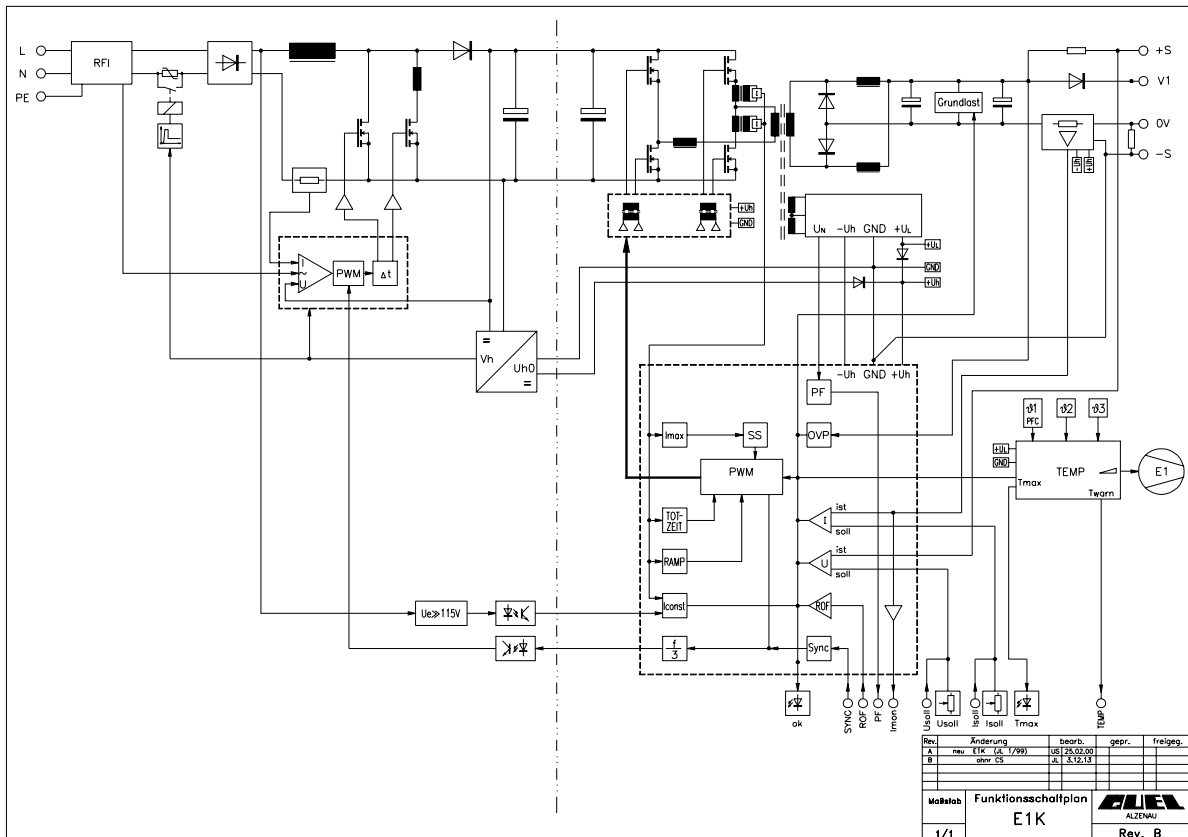 L
N
PE
RFI
+S
V1
Grundlast
0V
-S
+Uh
GND
UN -Uh GND +UL
+UL
GND
+Uh
I
~
U
PWM
Δt
=
Vh
Uh0
=
-Uh GND +Uh
PF
Imax
SS
OVP
PWM
ϑ1
PFC
ϑ2
ϑ3
+UL
GND
TEMP
E1
Tmax
Twarn
TOT-
ZEIT
ist
I
soll
RAMP
ist
U
soll
Ue≫115V
Iconst
ROF
f
3
Sync
ok
SYNC
ROF
PF
Imon
Usoll
Usoll
Isoll
Isoll
Tmax
TEMP
Rev. Änderung bearb. gepr. freigeg.
A neu E1K (JL 1/99) US 25.02.00
B ohnr CS JL 3.12.13
Maßstab
Funktionsschaltplan
E1K
ALZENAU
1/1
Rev. B